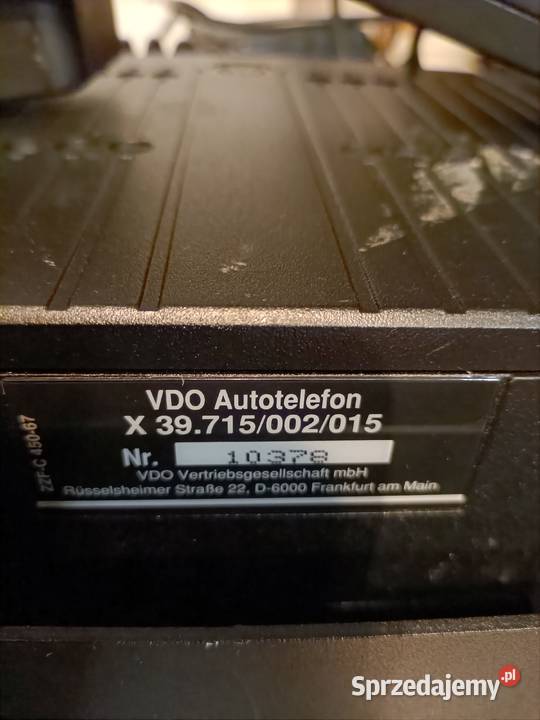 VDO Autotelefon
X 39.715/002/015
Nr. 10378
VDO Vertriebsgesellschaft mbH
Rüsselsheimer Straße 22, D-6000 Frankfurt am Main
ZZF-C 450-67
Sprzedajemy.pl